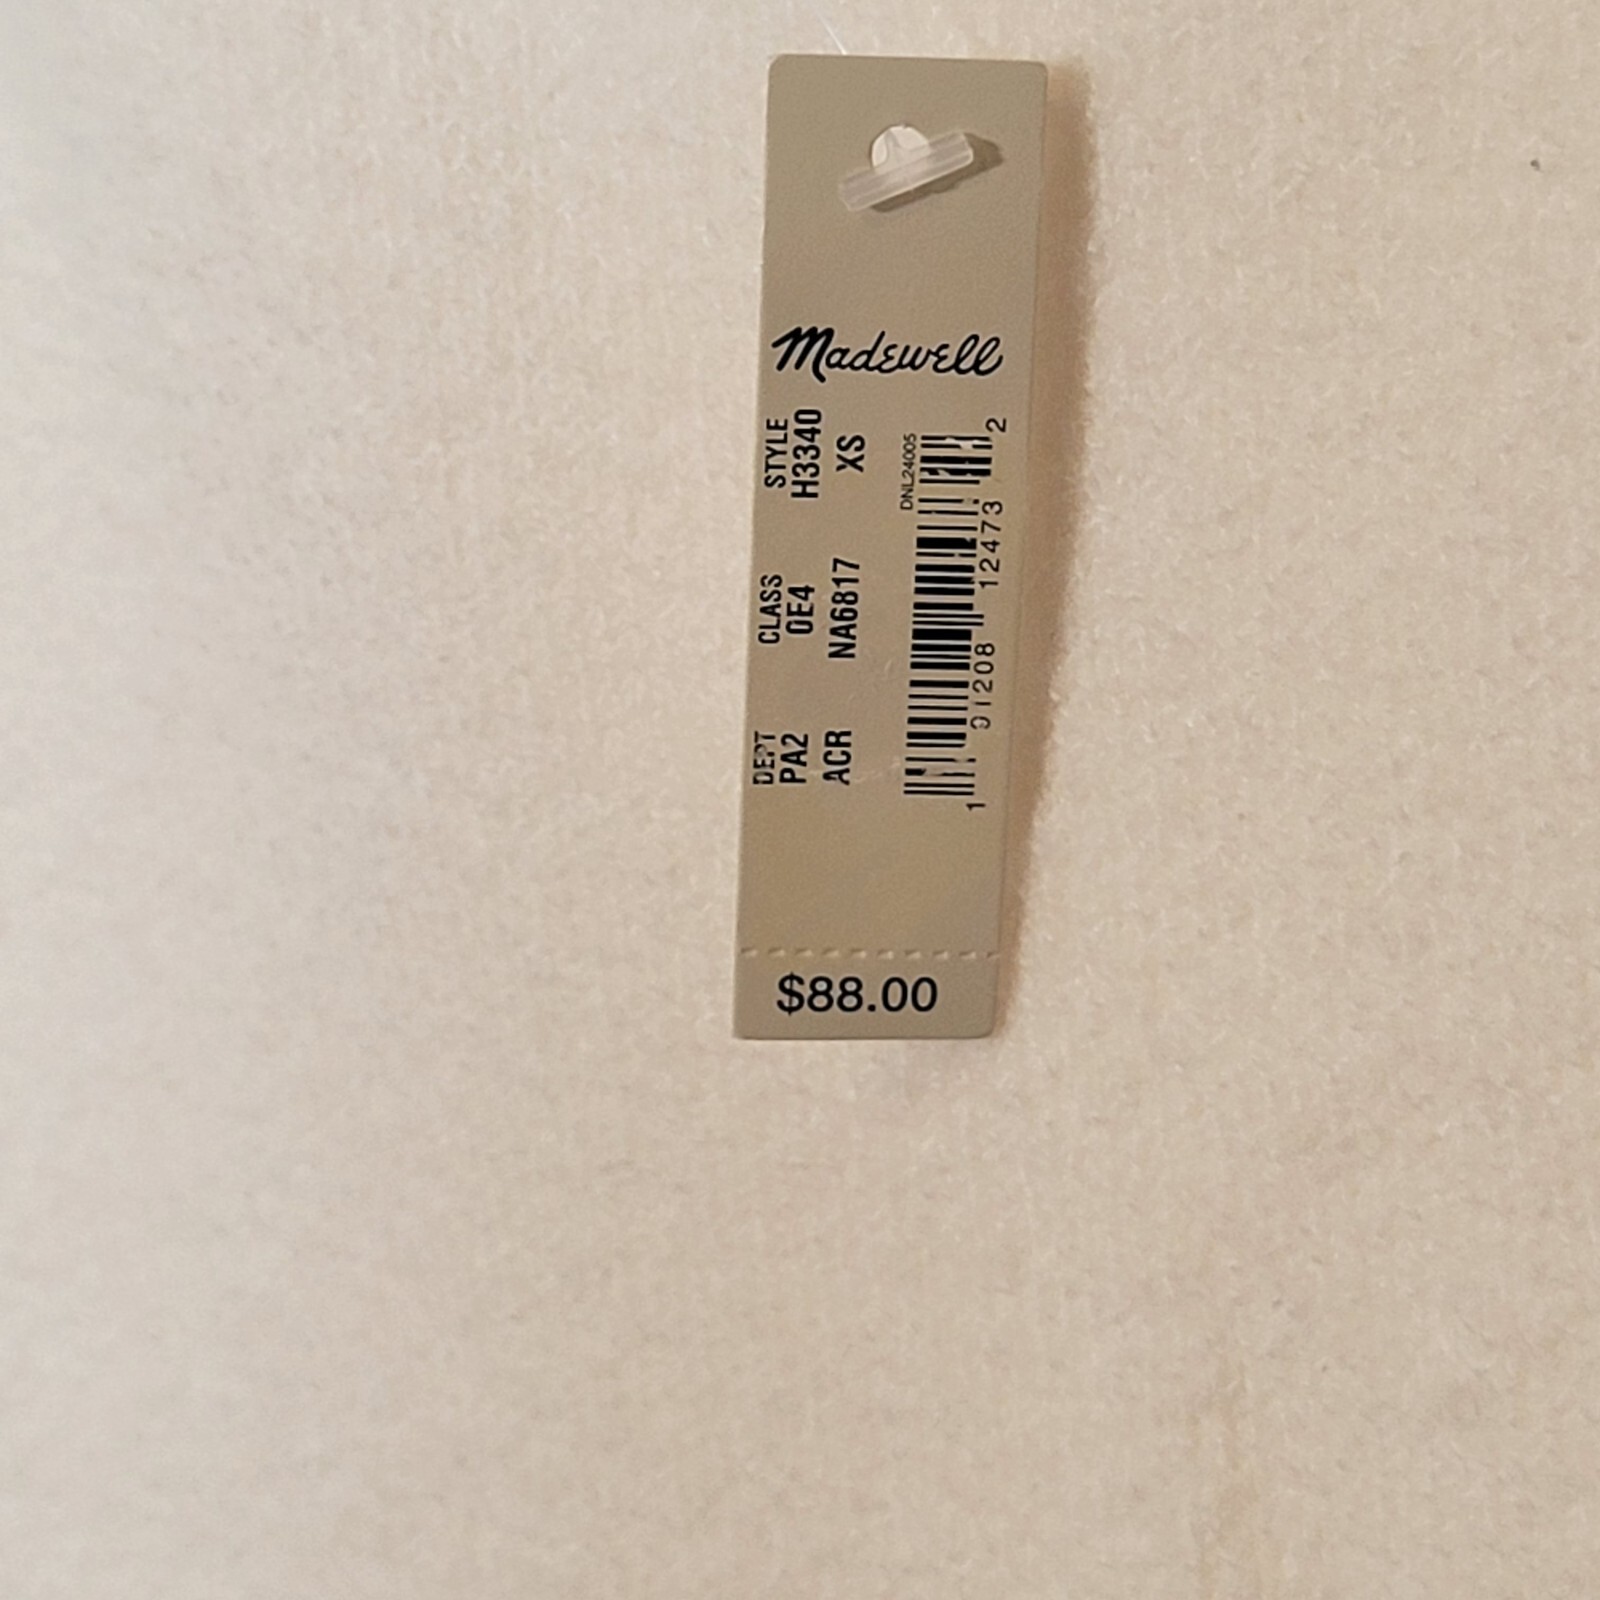 Madewell
DEPT CLASS STYLE
PA2 0E4 H3340
ACR NA6817 XS
DNL24005
1 91208 12473 2
$88.00